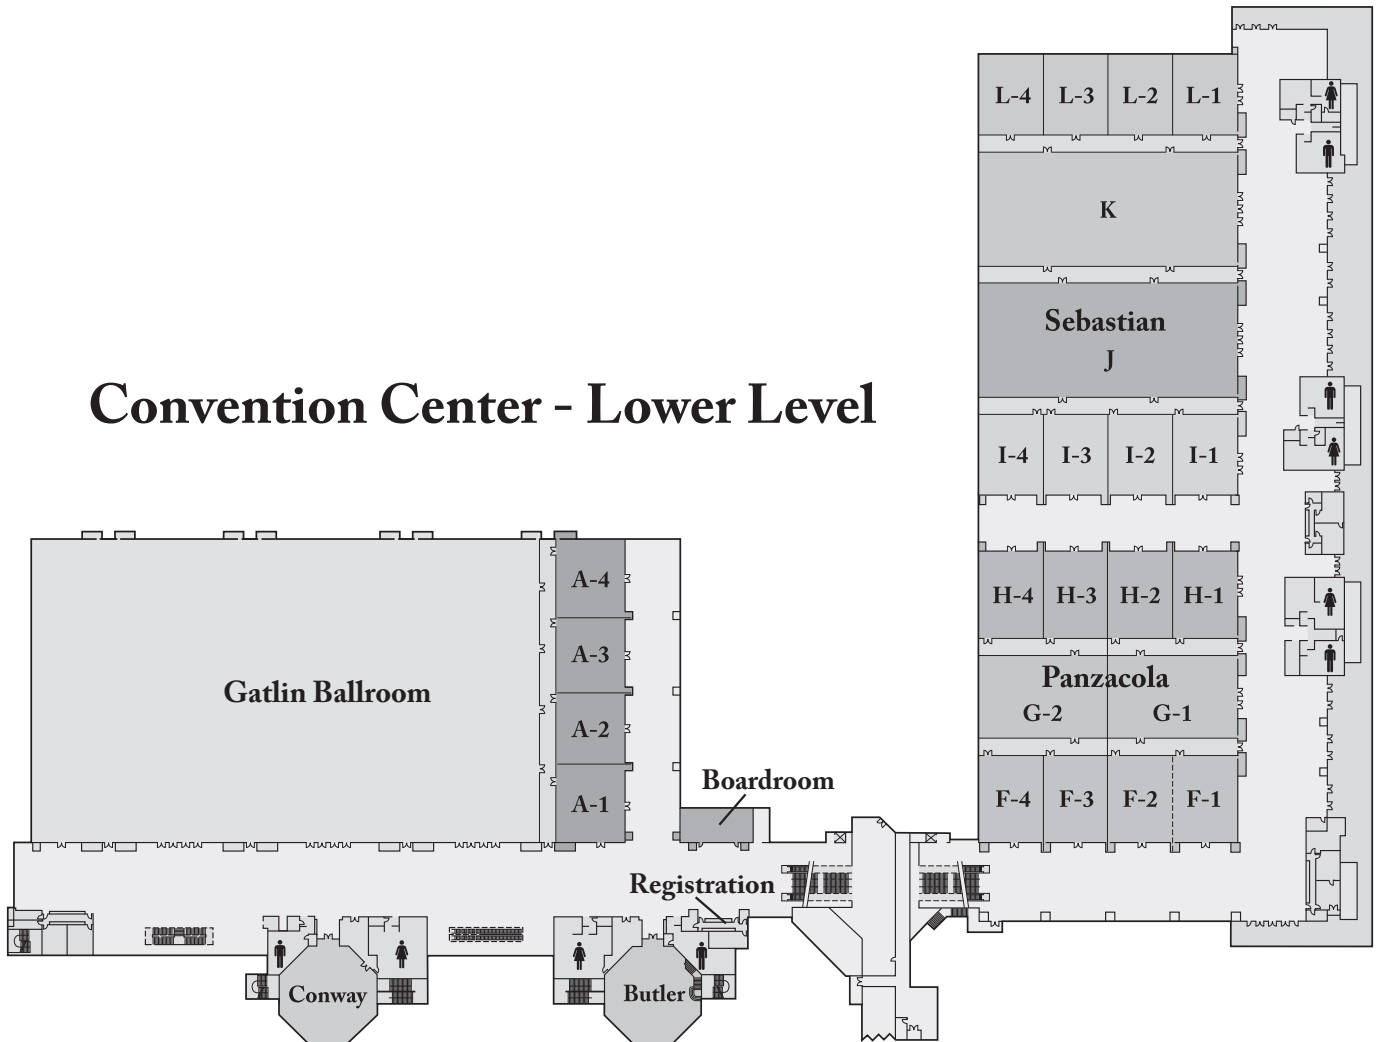 L-4 L-3 L-2 L-1
K
Sebastian
J
Convention Center - Lower Level
I-4 I-3 I-2 I-1
A-4
H-4 H-3 H-2 H-1
A-3
Gatlin Ballroom
Panzacola
G-2 G-1
A-2
Boardroom
A-1
F-4 F-3 F-2 F-1
Registration
Conway
Butler